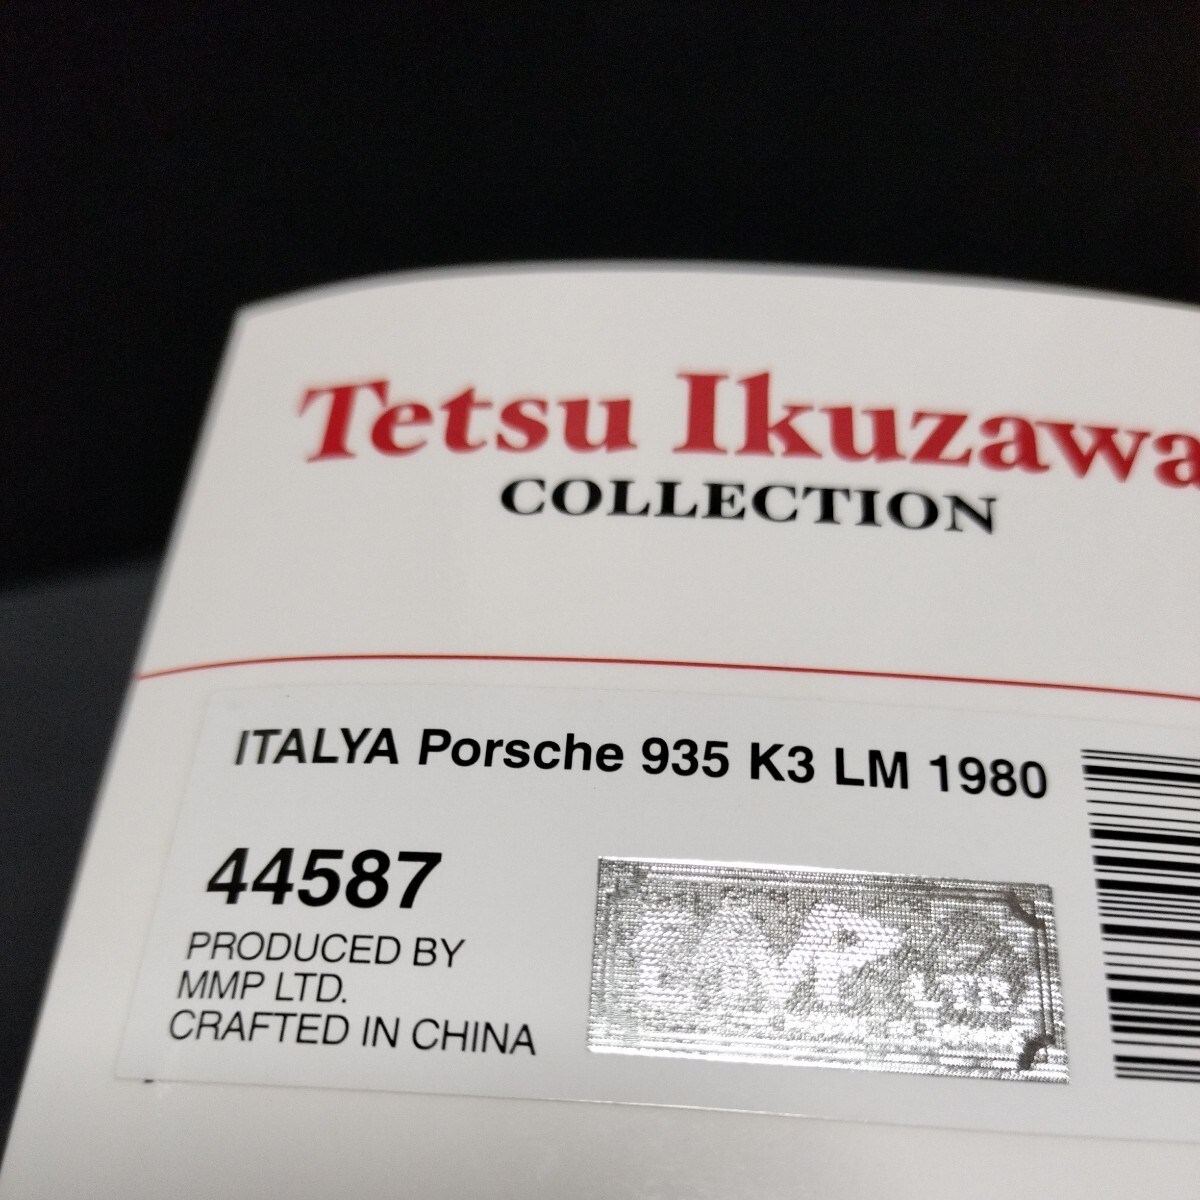 Tetsu Ikuzawa
COLLECTION
ITALYA Porsche 935 K3 LM 1980
44587
PRODUCED BY
MMP LTD.
CRAFTED IN CHINA